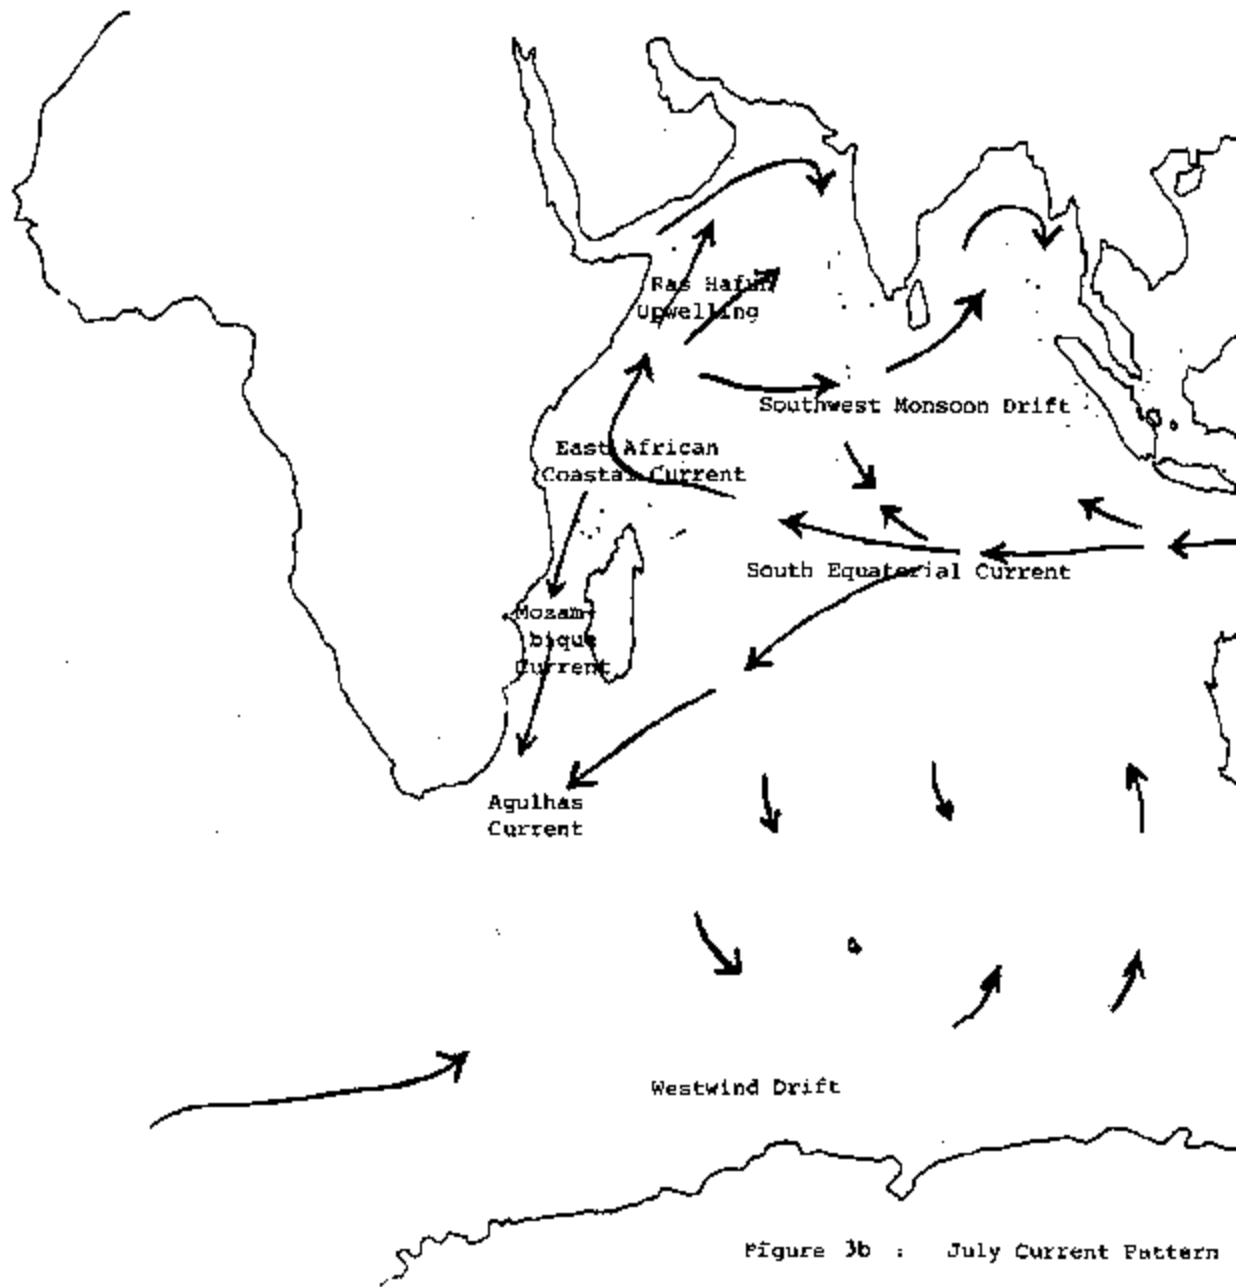 Ras Hafun
Upwelling
Southwest Monsoon Drift
East African
Coastal Current
South Equatorial Current
Mozam-
bique
Current
Agulhas
Current
Westwind Drift
Figure 3b : July Current Pattern